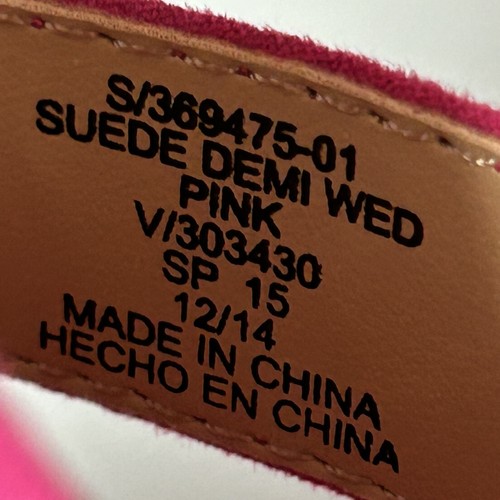 S/369475-01
SUEDE DEMI WED
PINK
V/303430
SP 15
12/14
MADE IN CHINA
HECHO EN CHINA